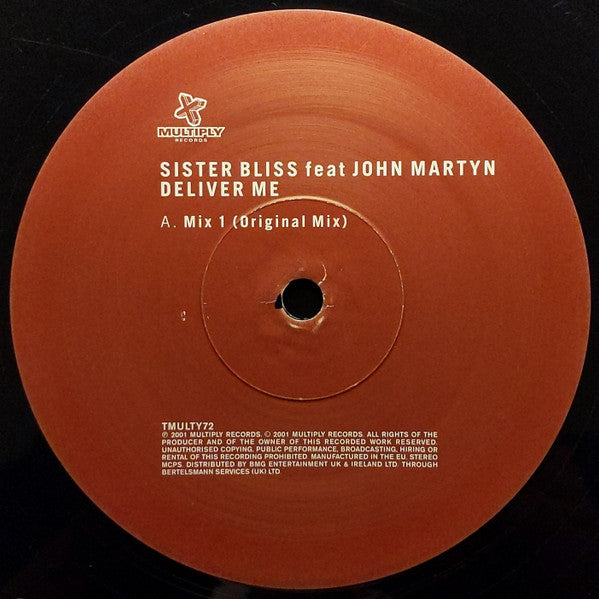 MULTIPLY
RECORDS
SISTER BLISS feat JOHN MARTYN
DELIVER ME
A. Mix 1 (Original Mix)
TMULTY72
℗ 2001 MULTIPLY RECORDS. © 2001 MULTIPLY RECORDS. ALL RIGHTS OF THE
PRODUCER AND OF THE OWNER OF THIS RECORDED WORK RESERVED.
UNAUTHORISED COPYING, PUBLIC PERFORMANCE, BROADCASTING, HIRING OR
RENTAL OF THIS RECORDING PROHIBITED. MANUFACTURED IN THE EU. STEREO
MCPS. DISTRIBUTED BY BMG ENTERTAINMENT UK & IRELAND LTD. THROUGH
BERTELSMANN SERVICES (UK) LTD